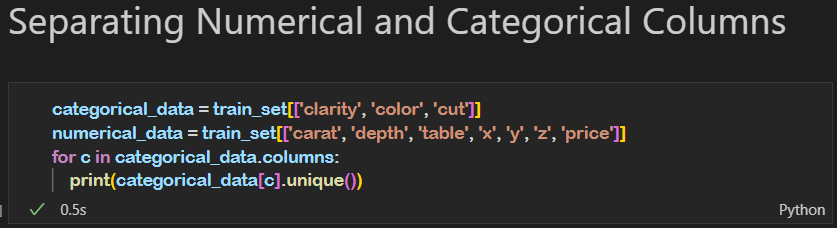 Separating Numerical and Categorical Columns
categorical_data = train_set[['clarity', 'color', 'cut']]
numerical_data = train_set[['carat', 'depth', 'table', 'x', 'y', 'z', 'price']]
for c in categorical_data.columns:
    print(categorical_data[c].unique())
] ✓ 0.5s Python